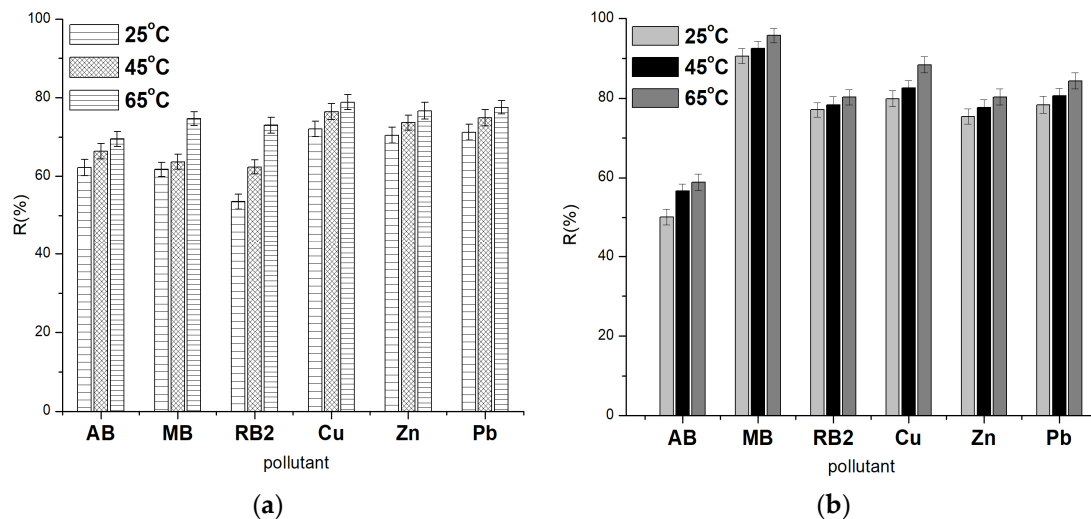 100
80
60
40
20
0
R(%)
25°C
45°C
65°C
AB MB RB2 Cu Zn Pb
pollutant
(a)
100
80
60
40
20
0
R(%)
25°C
45°C
65°C
AB MB RB2 Cu Zn Pb
pollutant
(b)